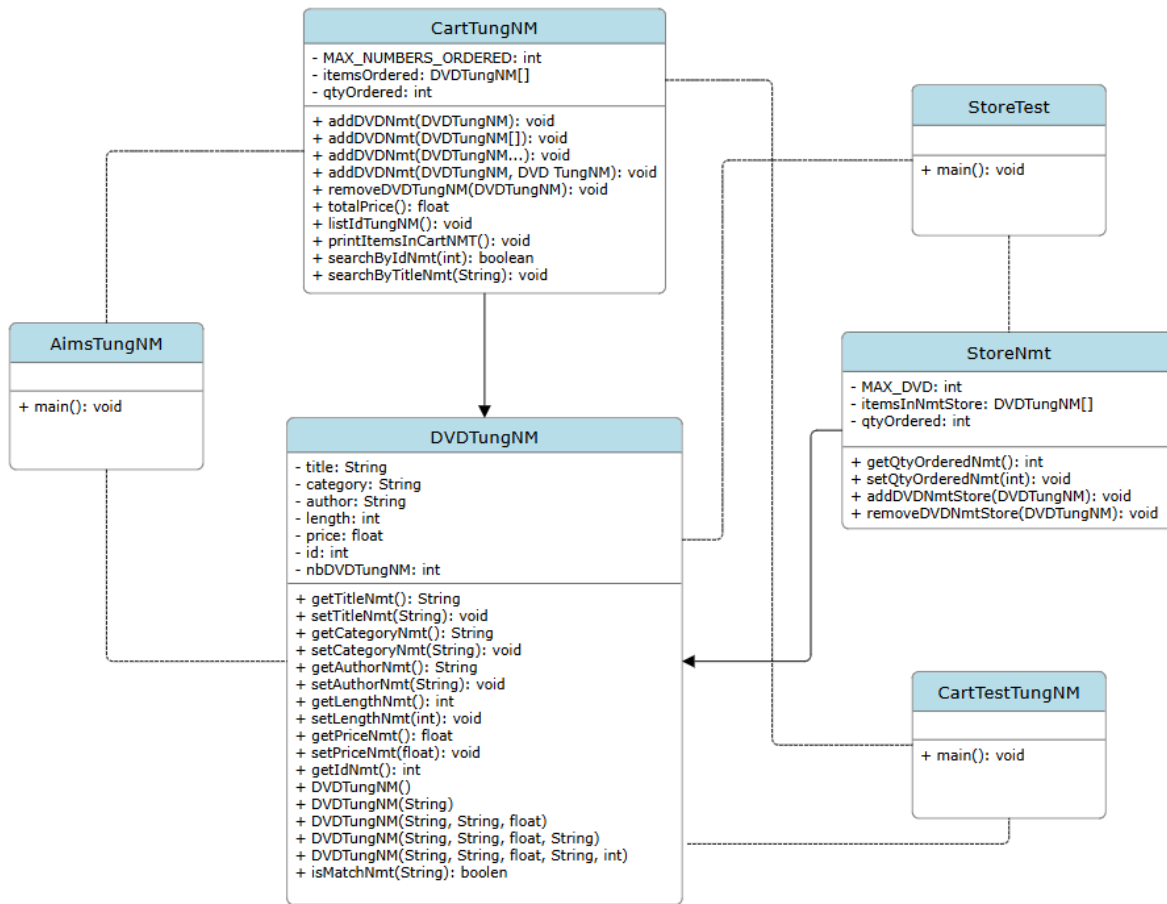 CartTungNM
- MAX_NUMBERS_ORDERED: int
- itemsOrdered: DVDTungNM[]
- qtyOrdered: int
+ addDVDNmt(DVDTungNM): void
+ addDVDNmt(DVDTungNM[]): void
+ addDVDNmt(DVDTungNM...): void
+ addDVDNmt(DVDTungNM, DVD TungNM): void
+ removeDVDTungNM(DVDTungNM): void
+ totalPrice(): float
+ listIdTungNM(): void
+ printItemsInCartNMT(): void
+ searchByIdNmt(int): boolean
+ searchByTitleNmt(String): void
StoreTest
+ main(): void
AimsTungNM
+ main(): void
StoreNmt
- MAX_DVD: int
- itemsInNmtStore: DVDTungNM[]
- qtyOrdered: int
+ getQtyOrderedNmt(): int
+ setQtyOrderedNmt(int): void
+ addDVDNmtStore(DVDTungNM): void
+ removeDVDNmtStore(DVDTungNM): void
DVDTungNM
- title: String
- category: String
- author: String
- length: int
- price: float
- id: int
- nbDVDTungNM: int
+ getTitleNmt(): String
+ setTitleNmt(String): void
+ getCategoryNmt(): String
+ setCategoryNmt(String): void
+ getAuthorNmt(): String
+ setAuthorNmt(String): void
+ getLengthNmt(): int
+ setLengthNmt(int): void
+ getPriceNmt(): float
+ setPriceNmt(float): void
+ getIdNmt(): int
+ DVDTungNM()
+ DVDTungNM(String)
+ DVDTungNM(String, String, float)
+ DVDTungNM(String, String, float, String)
+ DVDTungNM(String, String, float, String, int)
+ isMatchNmt(String): boolen
CartTestTungNM
+ main(): void